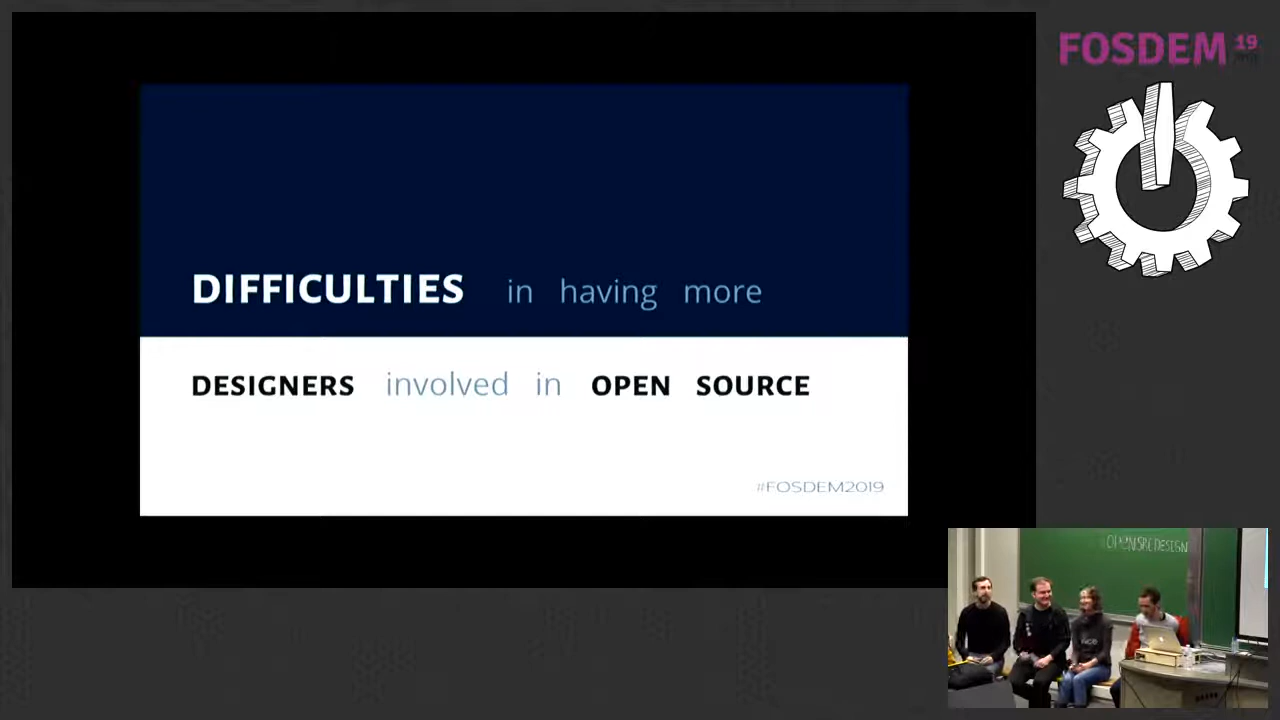 FOSDEM 19
DIFFICULTIES in having more
DESIGNERS involved in OPEN SOURCE
#FOSDEM2019